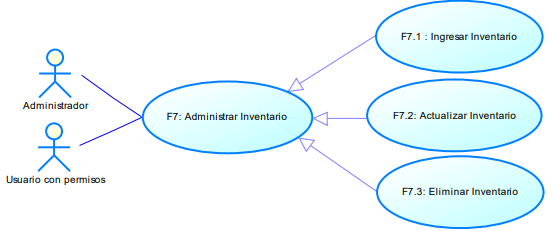 F7.1 : Ingresar Inventario
Administrador
F7: Administrar Inventario
F7.2: Actualizar Inventario
Usuario con permisos
F7.3: Eliminar Inventario